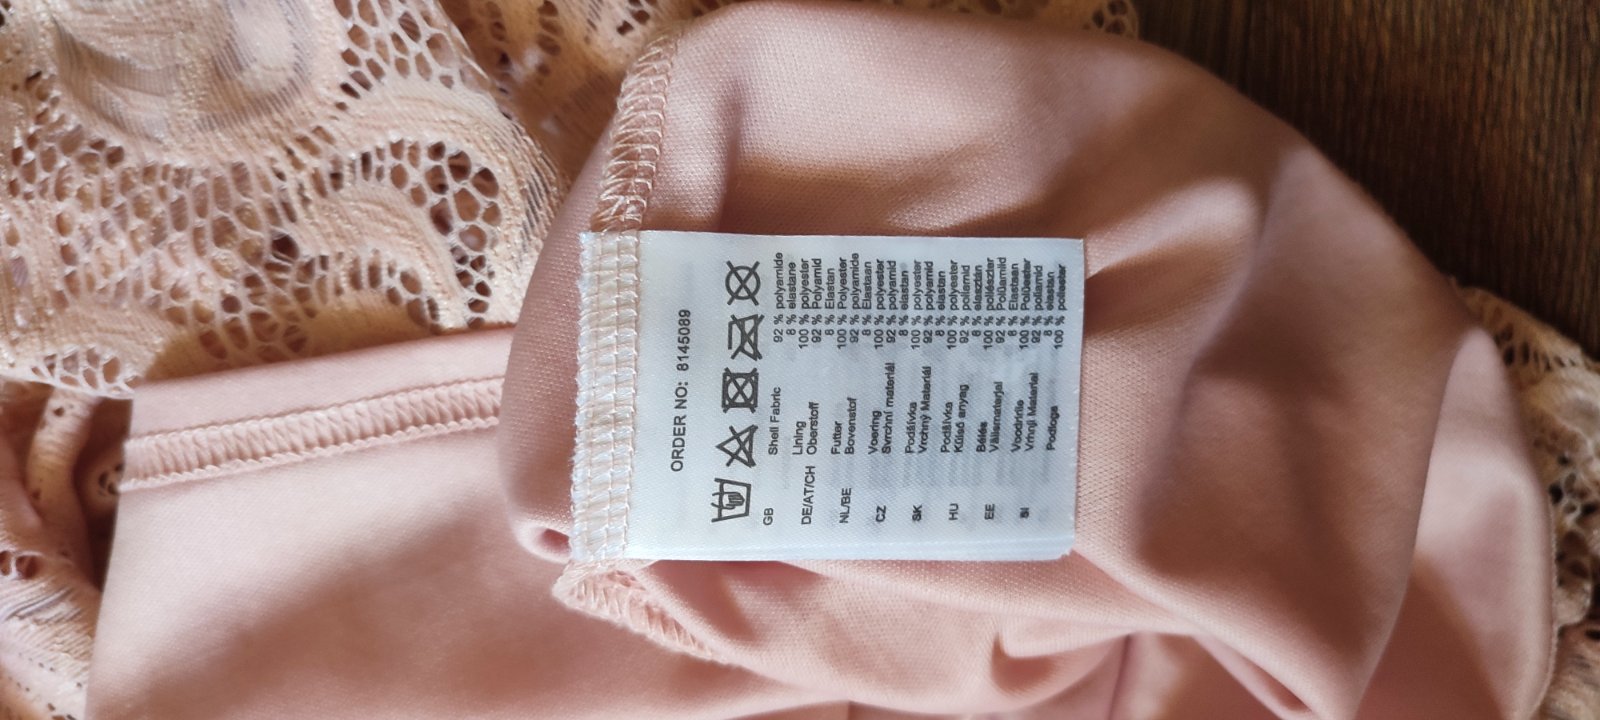 ORDER NO: 8145089
GB Shell Fabric 92 % polyamide
8 % elastane
Lining 100 % polyester
DE/AT/CH Oberstoff 92 % Polyamid
8 % Elastan
Futter 100 % Polyester
NL/BE Bovenstof 92 % polyamide
8 % Elastaan
Voering 100 % polyester
CZ Svrchní materiál 92 % polyamid
8 % elastan
Podšívka 100 % polyester
SK Vrchný Materiál 92 % polyamid
8 % elastan
Podšívka 100 % polyester
HU Külső anyag 92 % poliamid
8 % elasztán
Bélés 100 % poliészter
EE Välismaterjal 92 % Polüamiid
8 % Elastaan
Voodriie 100 % Polüester
SI Vrhnji Material 92 % poliamid
8 % elastan
Podloga 100 % poliester